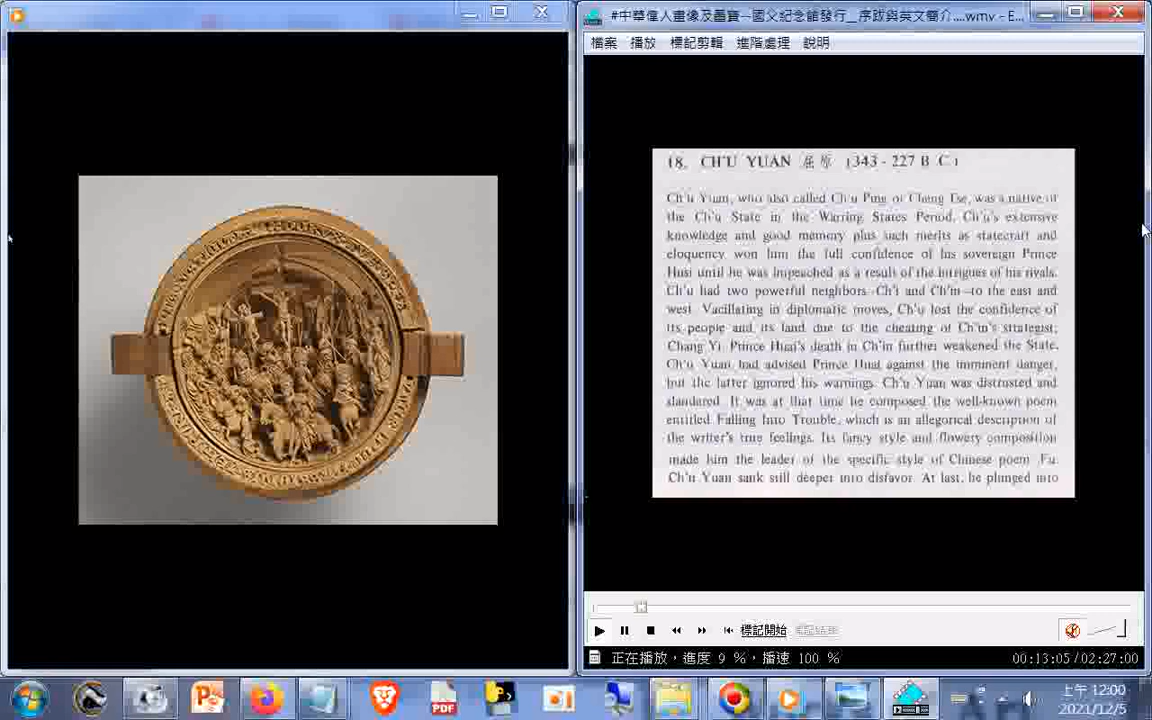 #中華偉人畫像及墨寶--國父紀念館發行__序跋與英文簡介....wmv - E...
檔案 播放 標記剪輯 進階處理 說明
18. CH'U YUAN 屈原 (343 - 227 B C)
Ch'u Yuan, who also called Ch'u Ping or Cheng Tse, was a native of
the Ch'u State in the Warring States Period. Ch'u's extensive
knowledge and good memory plus such merits as statecraft and
eloquency won him the full confidence of his sovereign Prince
Huai until he was impeached as a result of the intrigues of his rivals.
Ch'u had two powerful neighbors--Ch'i and Ch'in--to the east and
west. Vacillating in diplomatic moves, Ch'u lost the confidence of
its people and its land due to the cheating of Ch'in's strategist;
Chang Yi. Prince Huai's death in Ch'in further weakened the State.
Ch'u Yuan had advised Prince Huai against the imminent danger,
but the latter ignored his warnings. Ch'u Yuan was distrusted and
slandered. It was at that time he composed the well-known poem
entitled Falling Into Trouble, which is an allegorical description of
the writer's true feelings. Its fancy style and flowery composition
made him the leader of the specific style of Chinese poem Fu.
Ch'u Yuan sank still deeper into disfavor. At last, he plunged into
標記開始
正在播放，進度 9 %，播速 100 %
00:13:05 / 02:27:00
PDF
上午 12:00
2021/12/5